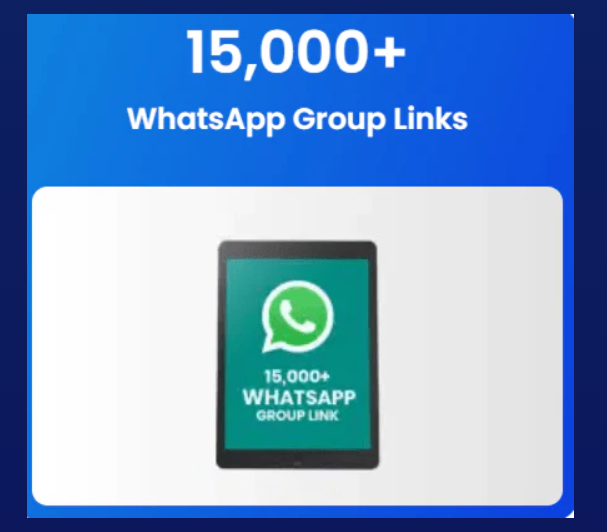 15,000+
WhatsApp Group Links
15,000+
WHATSAPP
GROUP LINK